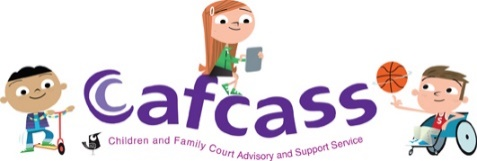 Cafcass
Children and Family Court Advisory and Support Service